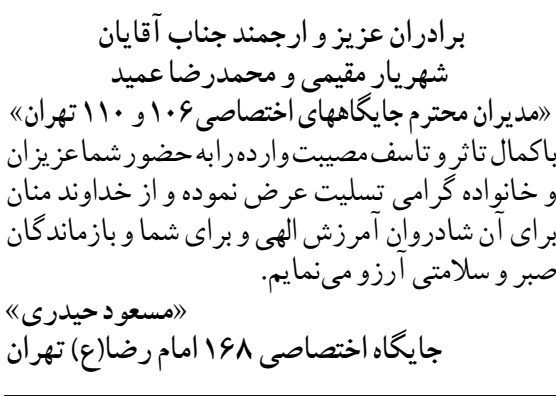 برادران عزیز و ارجمند جناب آقایان
شهریار مقیمی و محمدرضا عمید
«مدیران محترم جایگاههای اختصاصی ۱۰۶ و ۱۱۰ تهران»
باکمال تاثر و تاسف مصیبت وارده را به حضور شما عزیزان
و خانواده گرامی تسلیت عرض نموده و از خداوند منان
برای آن شادروان آمرزش الهی و برای شما و بازماندگان
صبر و سلامتی آرزو می‌نمایم.
«مسعود حیدری»
جایگاه اختصاصی ۱۶۸ امام رضا(ع) تهران